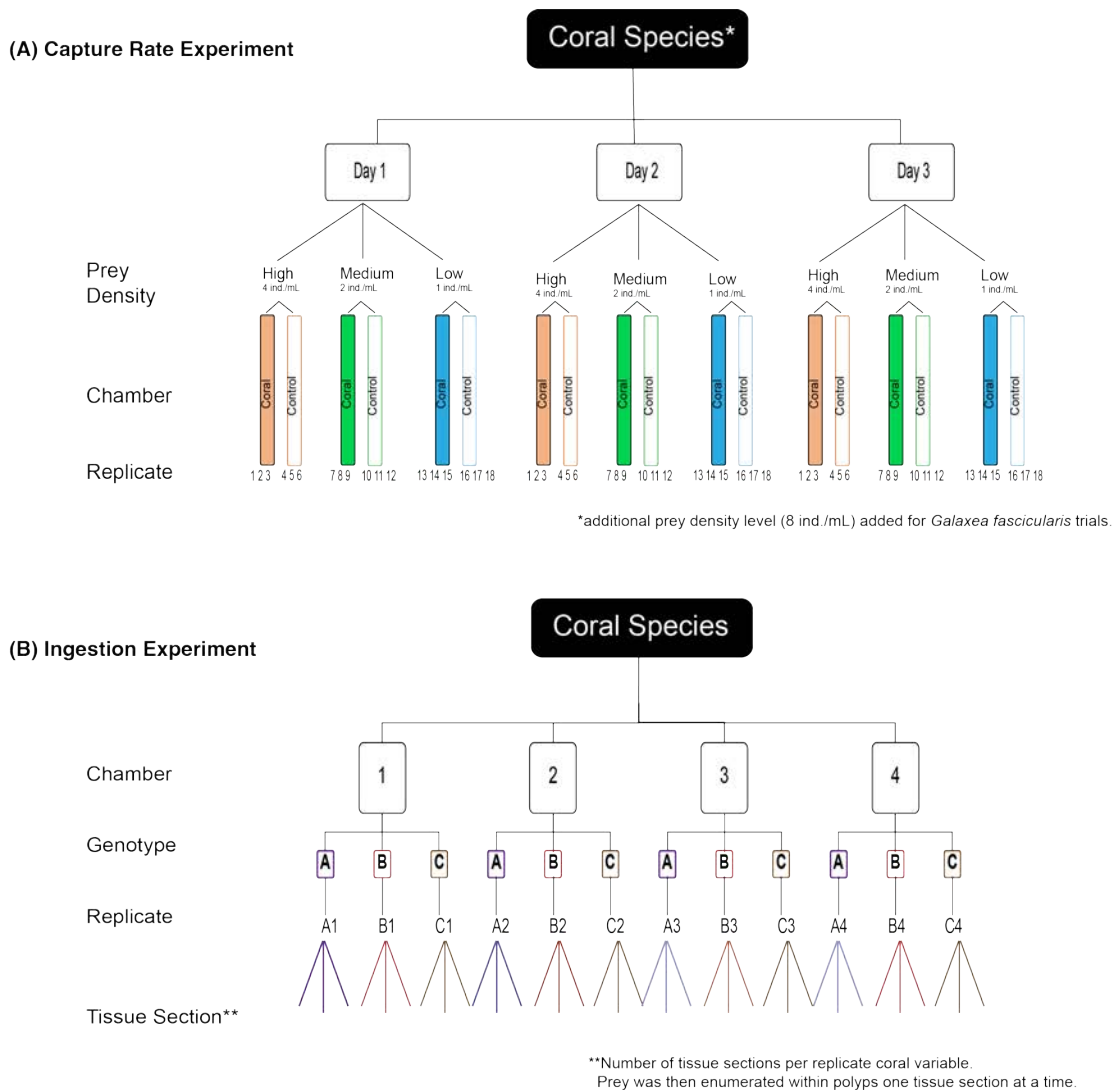 (A) Capture Rate Experiment
Coral Species*
Day 1 Day 2 Day 3
Prey Density
High Medium Low High Medium Low High Medium Low
4 ind./mL 2 ind./mL 1 ind./mL 4 ind./mL 2 ind./mL 1 ind./mL 4 ind./mL 2 ind./mL 1 ind./mL
Chamber
Coral Control Coral Control Coral Control Coral Control Coral Control Coral Control Coral Control Coral Control Coral Control
Replicate 1 2 3 4 5 6 7 8 9 10 11 12 13 14 15 16 17 18 1 2 3 4 5 6 7 8 9 10 11 12 13 14 15 16 17 18 1 2 3 4 5 6 7 8 9 10 11 12 13 14 15 16 17 18
*additional prey density level (8 ind./mL) added for Galaxea fascicularis trials.
(B) Ingestion Experiment
Coral Species
Chamber 1 2 3 4
Genotype A B C A B C A B C A B C
Replicate A1 B1 C1 A2 B2 C2 A3 B3 C3 A4 B4 C4
Tissue Section**
**Number of tissue sections per replicate coral variable.
Prey was then enumerated within polyps one tissue section at a time.